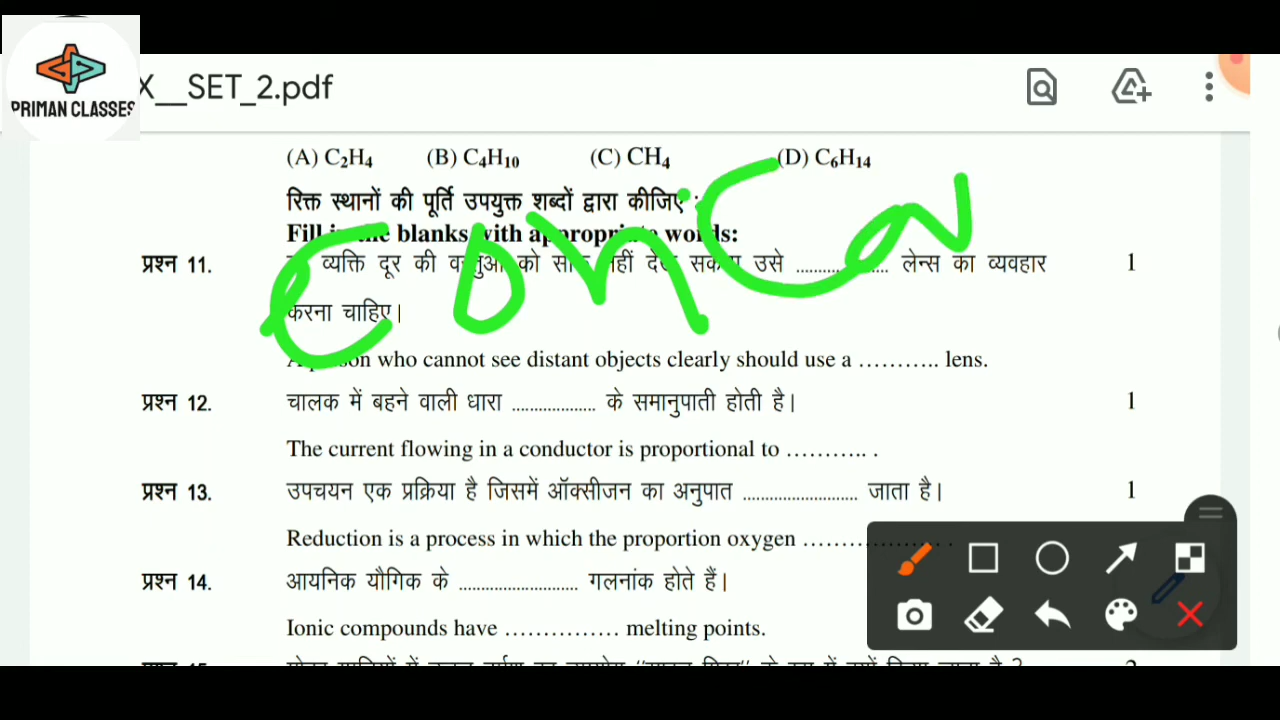 PRIMAN CLASSES
X__SET_2.pdf
(A) C₂H₄ (B) C₄H₁₀ (C) CH₄ (D) C₆H₁₄
रिक्त स्थानों की पूर्ति उपयुक्त शब्दों द्वारा कीजिए :
Fill in the blanks with appropriate words:
प्रश्न 11. व्यक्ति दूर की वस्तुओं को साफ नहीं देख सकता उसे .................. लेन्स का व्यवहार 1
करना चाहिए।
A person who cannot see distant objects clearly should use a ……….. lens.
ConCav
प्रश्न 12. चालक में बहने वाली धारा ................... के समानुपाती होती है। 1
The current flowing in a conductor is proportional to ……….. .
प्रश्न 13. उपचयन एक प्रक्रिया है जिसमें ऑक्सीजन का अनुपात .......................... जाता है। 1
Reduction is a process in which the proportion oxygen ……………… .
प्रश्न 14. आयनिक यौगिक के ........................... गलनांक होते हैं।
Ionic compounds have …………… melting points.